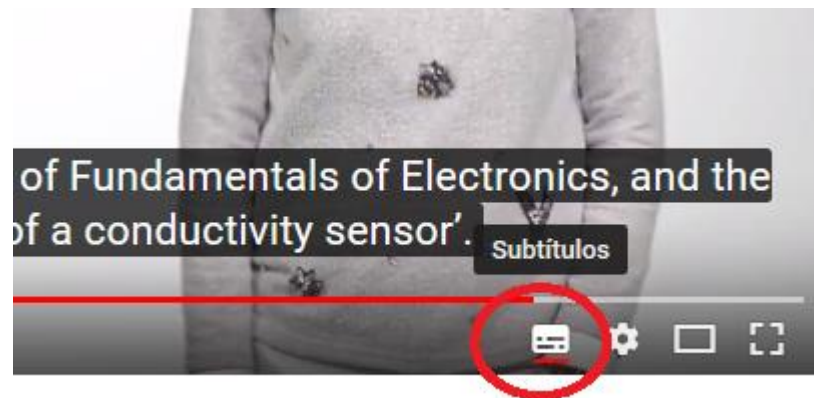 of Fundamentals of Electronics, and the
of a conductivity sensor’.
Subtítulos